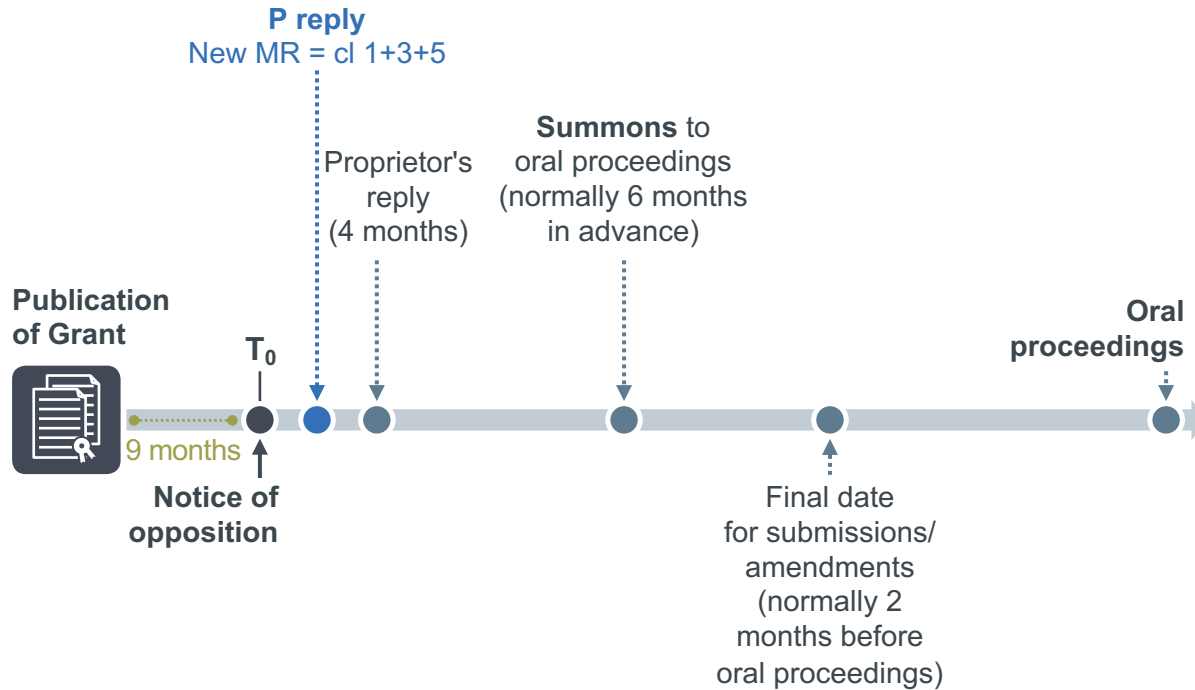 P reply
New MR = cl 1+3+5
Proprietor's
reply
(4 months)
Summons to
oral proceedings
(normally 6 months
in advance)
Publication
of Grant
T₀
Oral
proceedings
9 months
Notice of
opposition
Final date
for submissions/
amendments
(normally 2
months before
oral proceedings)